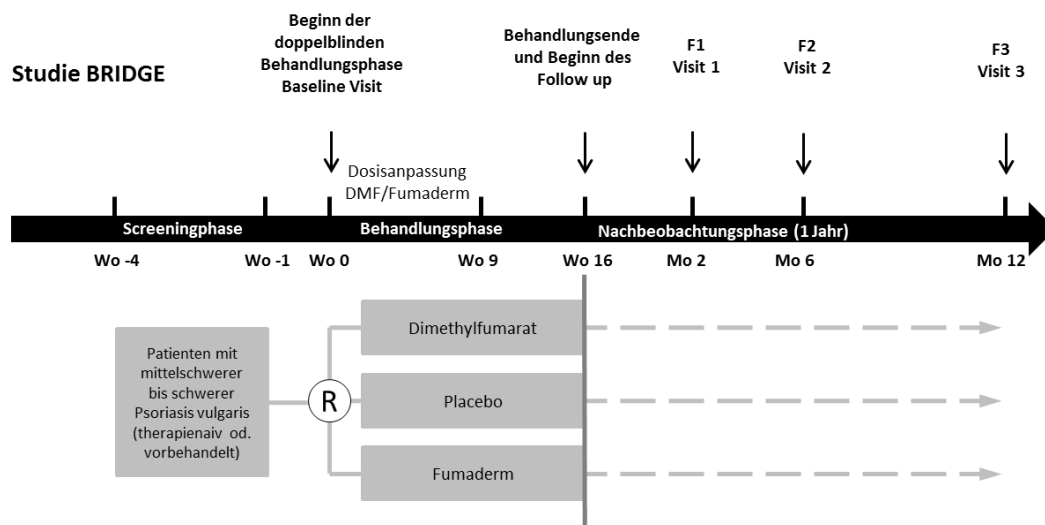 Studie BRIDGE
Beginn der
doppelblinden
Behandlungsphase
Baseline Visit
Behandlungsende
und Beginn des
Follow up
F1
Visit 1
F2
Visit 2
F3
Visit 3
Dosisanpassung
DMF/Fumaderm
Screeningphase
Behandlungsphase
Nachbeobachtungsphase (1 Jahr)
Wo -4
Wo -1
Wo 0
Wo 9
Wo 16
Mo 2
Mo 6
Mo 12
Patienten mit
mittelschwerer
bis schwerer
Psoriasis vulgaris
(therapienaiv od.
vorbehandelt)
R
Dimethylfumarat
Placebo
Fumaderm